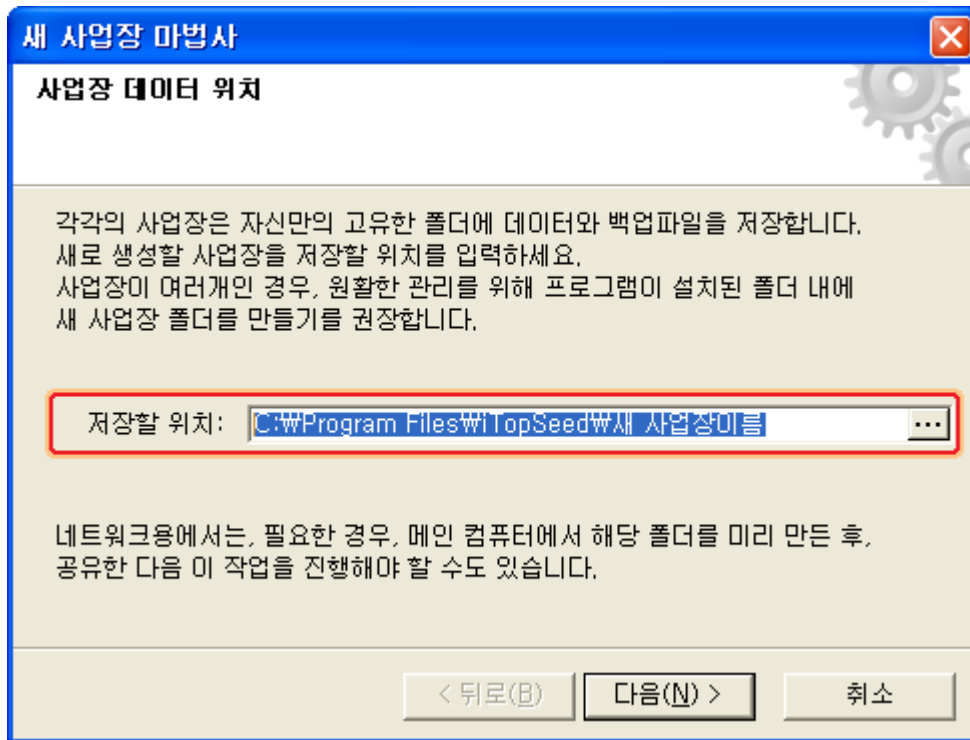 새 사업장 마법사
사업장 데이터 위치
각각의 사업장은 자신만의 고유한 폴더에 데이터와 백업파일을 저장합니다.
새로 생성할 사업장을 저장할 위치를 입력하세요.
사업장이 여러개인 경우, 원활한 관리를 위해 프로그램이 설치된 폴더 내에
새 사업장 폴더를 만들기를 권장합니다.
저장할 위치: C:₩Program Files₩iTopSeed₩새 사업장이름 ...
네트워크용에서는, 필요한 경우, 메인 컴퓨터에서 해당 폴더를 미리 만든 후,
공유한 다음 이 작업을 진행해야 할 수도 있습니다.
< 뒤로(B) 다음(N) > 취소